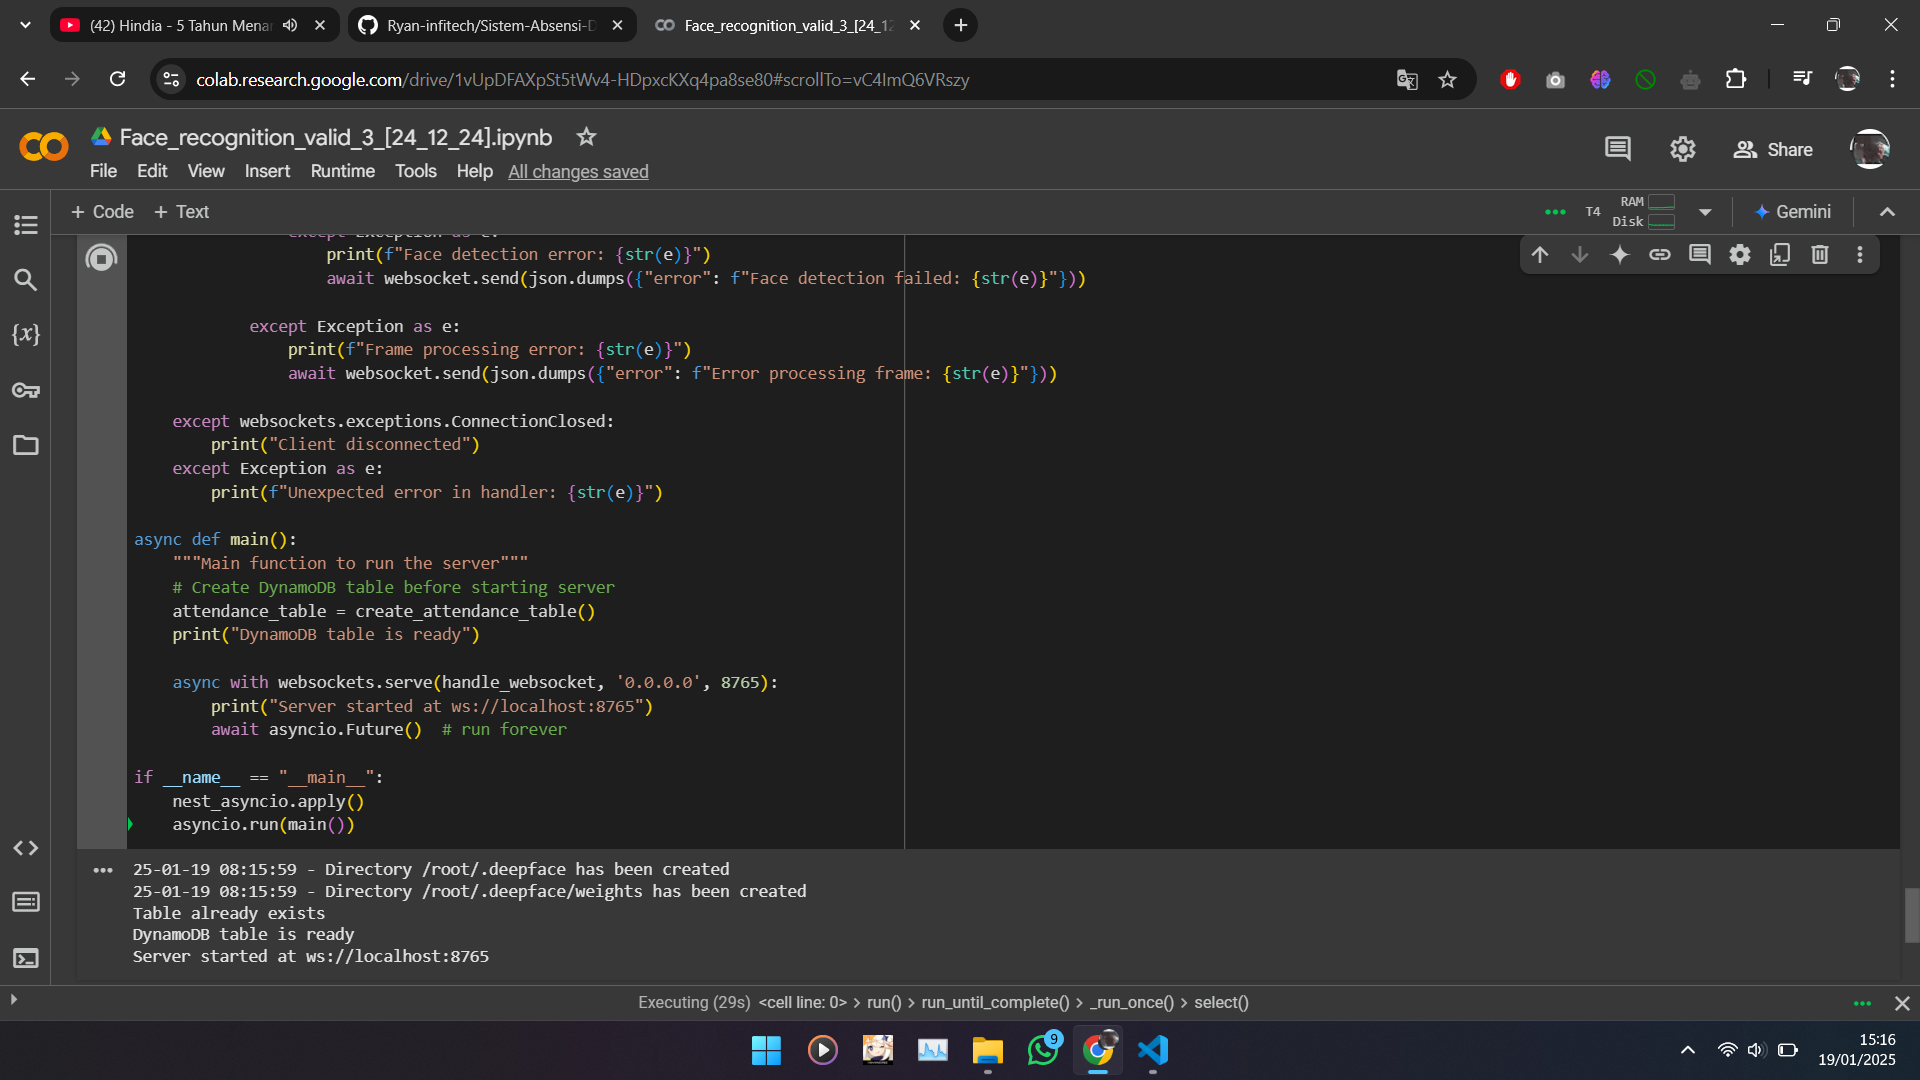 (42) Hindia - 5 Tahun Menar
Ryan-infitech/Sistem-Absensi-D
Face_recognition_valid_3_[24_12
colab.research.google.com/drive/1vUpDFAXpSt5tWv4-HDpxcKXq4pa8se80#scrollTo=vC4ImQ6VRszy
Face_recognition_valid_3_[24_12_24].ipynb
Share
File Edit View Insert Runtime Tools Help All changes saved
+ Code + Text
T4 RAM
Disk
Gemini
except Exception as e:
print(f"Face detection error: {str(e)}")
await websocket.send(json.dumps({"error": f"Face detection failed: {str(e)}"}))
except Exception as e:
print(f"Frame processing error: {str(e)}")
await websocket.send(json.dumps({"error": f"Error processing frame: {str(e)}"}))
except websockets.exceptions.ConnectionClosed:
print("Client disconnected")
except Exception as e:
print(f"Unexpected error in handler: {str(e)}")
async def main():
"""Main function to run the server"""
# Create DynamoDB table before starting server
attendance_table = create_attendance_table()
print("DynamoDB table is ready")
async with websockets.serve(handle_websocket, '0.0.0.0', 8765):
print("Server started at ws://localhost:8765")
await asyncio.Future()  # run forever
if __name__ == "__main__":
nest_asyncio.apply()
asyncio.run(main())
25-01-19 08:15:59 - Directory /root/.deepface has been created
25-01-19 08:15:59 - Directory /root/.deepface/weights has been created
Table already exists
DynamoDB table is ready
Server started at ws://localhost:8765
Executing (29s) <cell line: 0> > run() > run_until_complete() > _run_once() > select()
9
15:16
19/01/2025